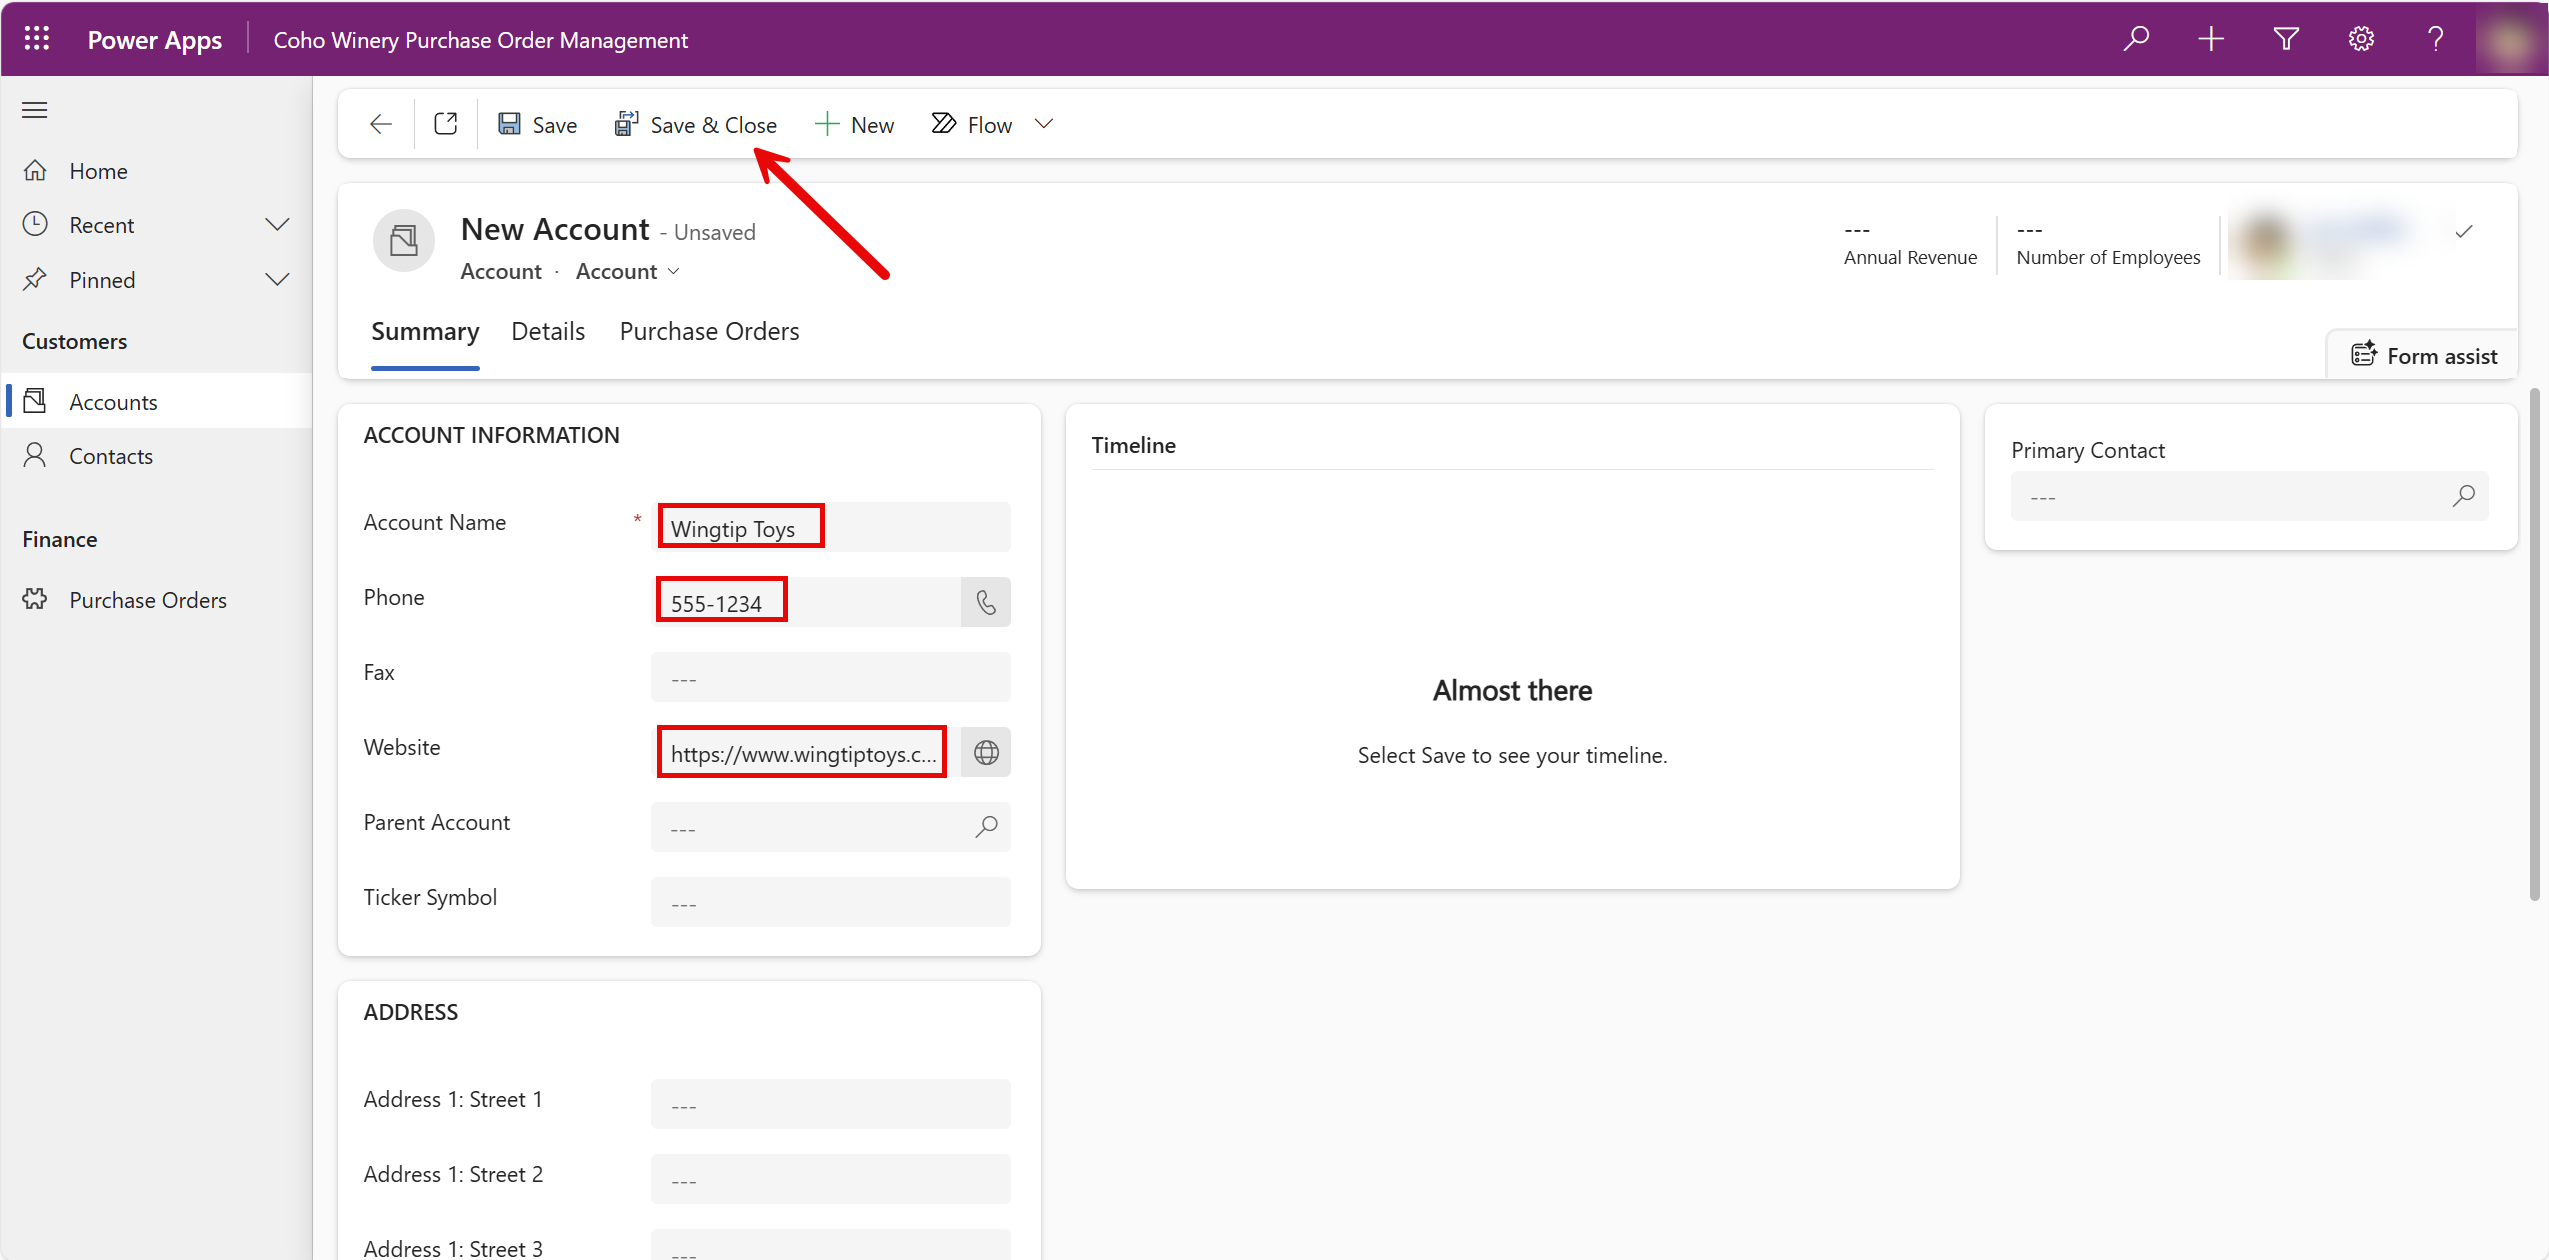 Power Apps
Coho Winery Purchase Order Management
Home
Recent
Pinned
Customers
Accounts
Contacts
Finance
Purchase Orders
Save
Save & Close
New
Flow
New Account - Unsaved
Account · Account
--- Annual Revenue
--- Number of Employees
Summary Details Purchase Orders
Form assist
ACCOUNT INFORMATION
Account Name * Wingtip Toys
Phone 555-1234
Fax ---
Website https://www.wingtiptoys.c...
Parent Account ---
Ticker Symbol ---
ADDRESS
Address 1: Street 1 ---
Address 1: Street 2 ---
Address 1: Street 3 ---
Timeline
Almost there
Select Save to see your timeline.
Primary Contact
---